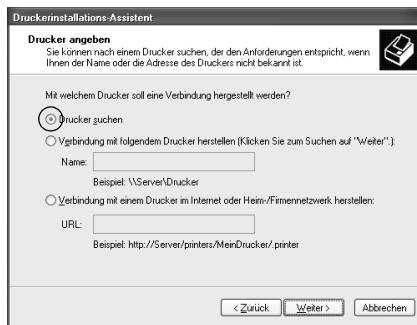 Druckerinstallations-Assistent
Drucker angeben
Sie können nach einem Drucker suchen, der den Anforderungen entspricht, wenn
Ihnen der Name oder die Adresse des Druckers nicht bekannt ist.
Mit welchem Drucker soll eine Verbindung hergestellt werden?
Drucker suchen
Verbindung mit folgendem Drucker herstellen (Klicken Sie zum Suchen auf "Weiter".):
Name:
Beispiel: \\Server\Drucker
Verbindung mit einem Drucker im Internet oder Heim-/Firmennetzwerk herstellen:
URL:
Beispiel: http://Server/printers/MeinDrucker/.printer
< Zurück Weiter > Abbrechen